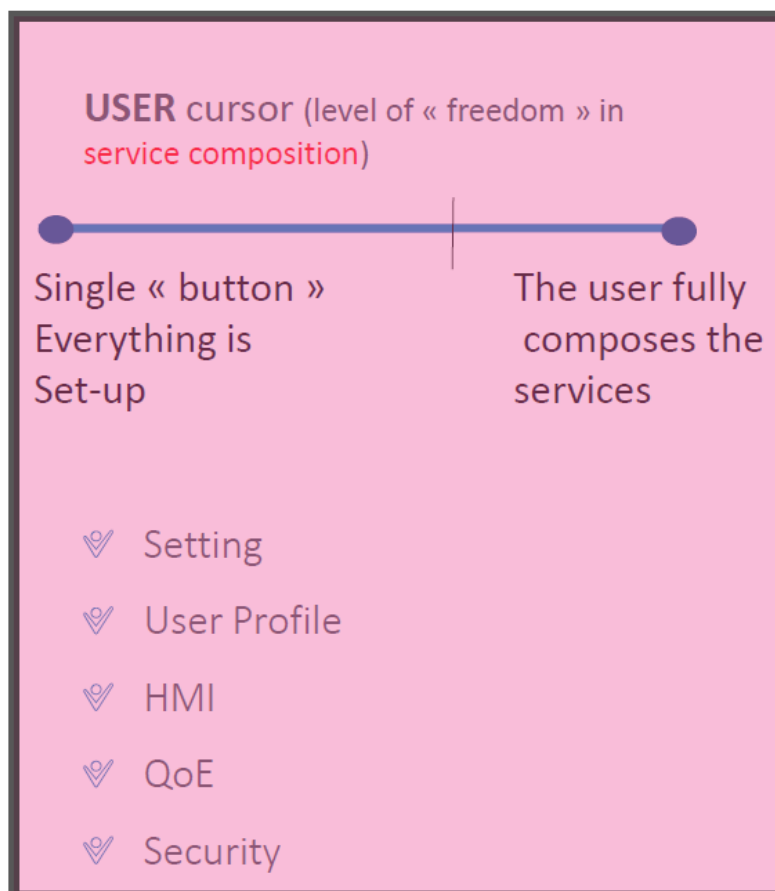 USER cursor (level of « freedom » in
service composition)
Single « button »
Everything is
Set-up
The user fully
composes the
services
Setting
User Profile
HMI
QoE
Security